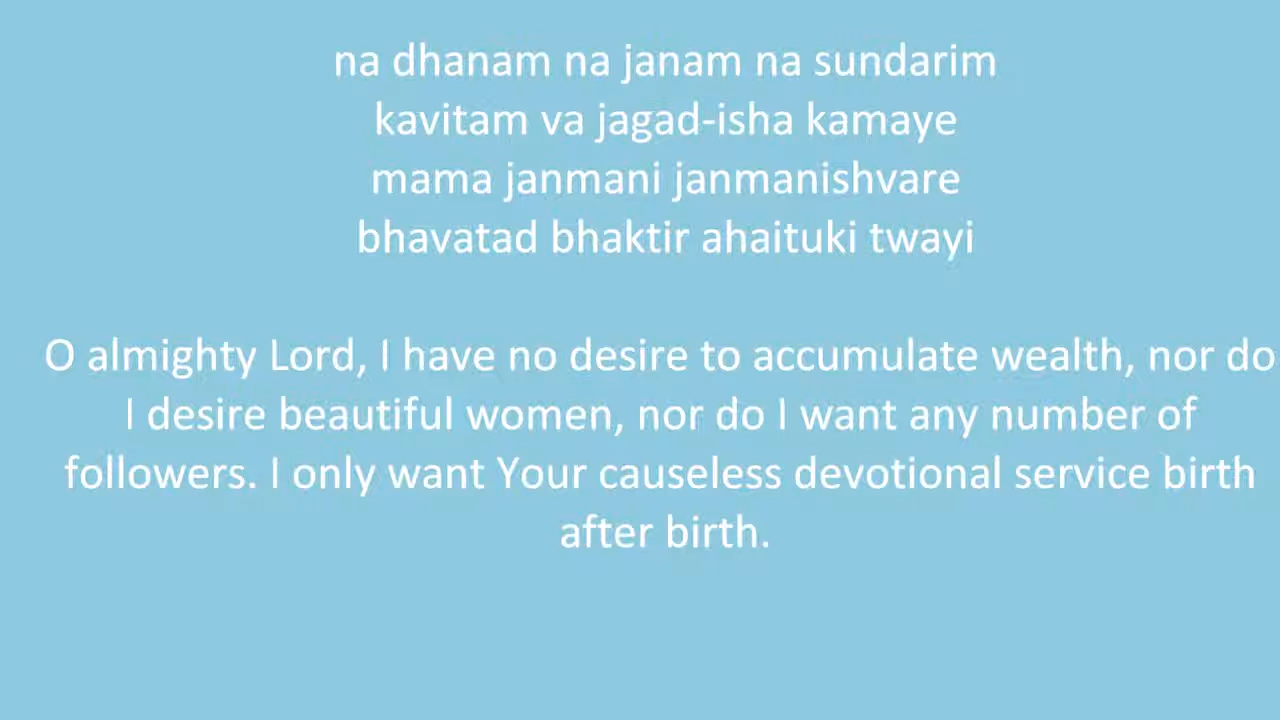 na dhanam na janam na sundarim
kavitam va jagad-isha kamaye
mama janmani janmanishvare
bhavatad bhaktir ahaituki twayi
O almighty Lord, I have no desire to accumulate wealth, nor do
I desire beautiful women, nor do I want any number of
followers. I only want Your causeless devotional service birth
after birth.